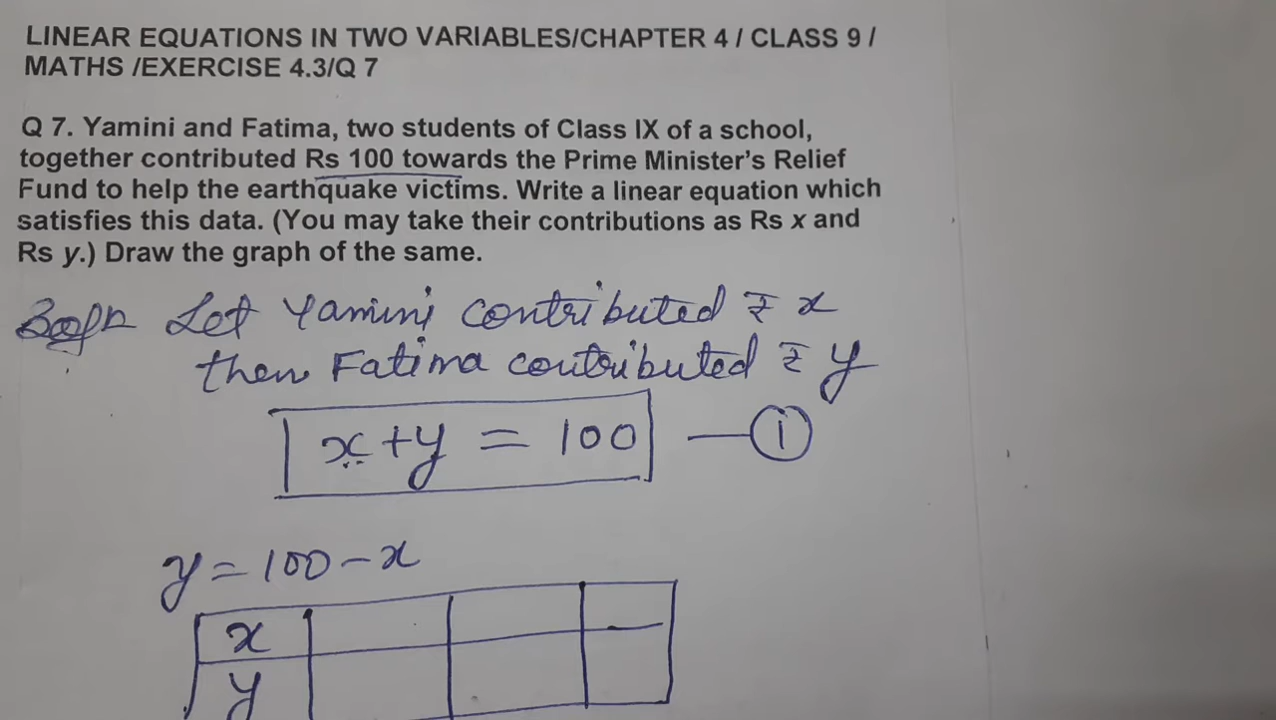 LINEAR EQUATIONS IN TWO VARIABLES/CHAPTER 4 / CLASS 9 /
MATHS /EXERCISE 4.3/Q 7
Q 7. Yamini and Fatima, two students of Class IX of a school,
together contributed Rs 100 towards the Prime Minister's Relief
Fund to help the earthquake victims. Write a linear equation which
satisfies this data. (You may take their contributions as Rs x and
Rs y.) Draw the graph of the same.
Let Yamini contributed ₹ x
then Fatima contributed ₹ y
x+y = 100 — (1)
y = 100 - x
x
y